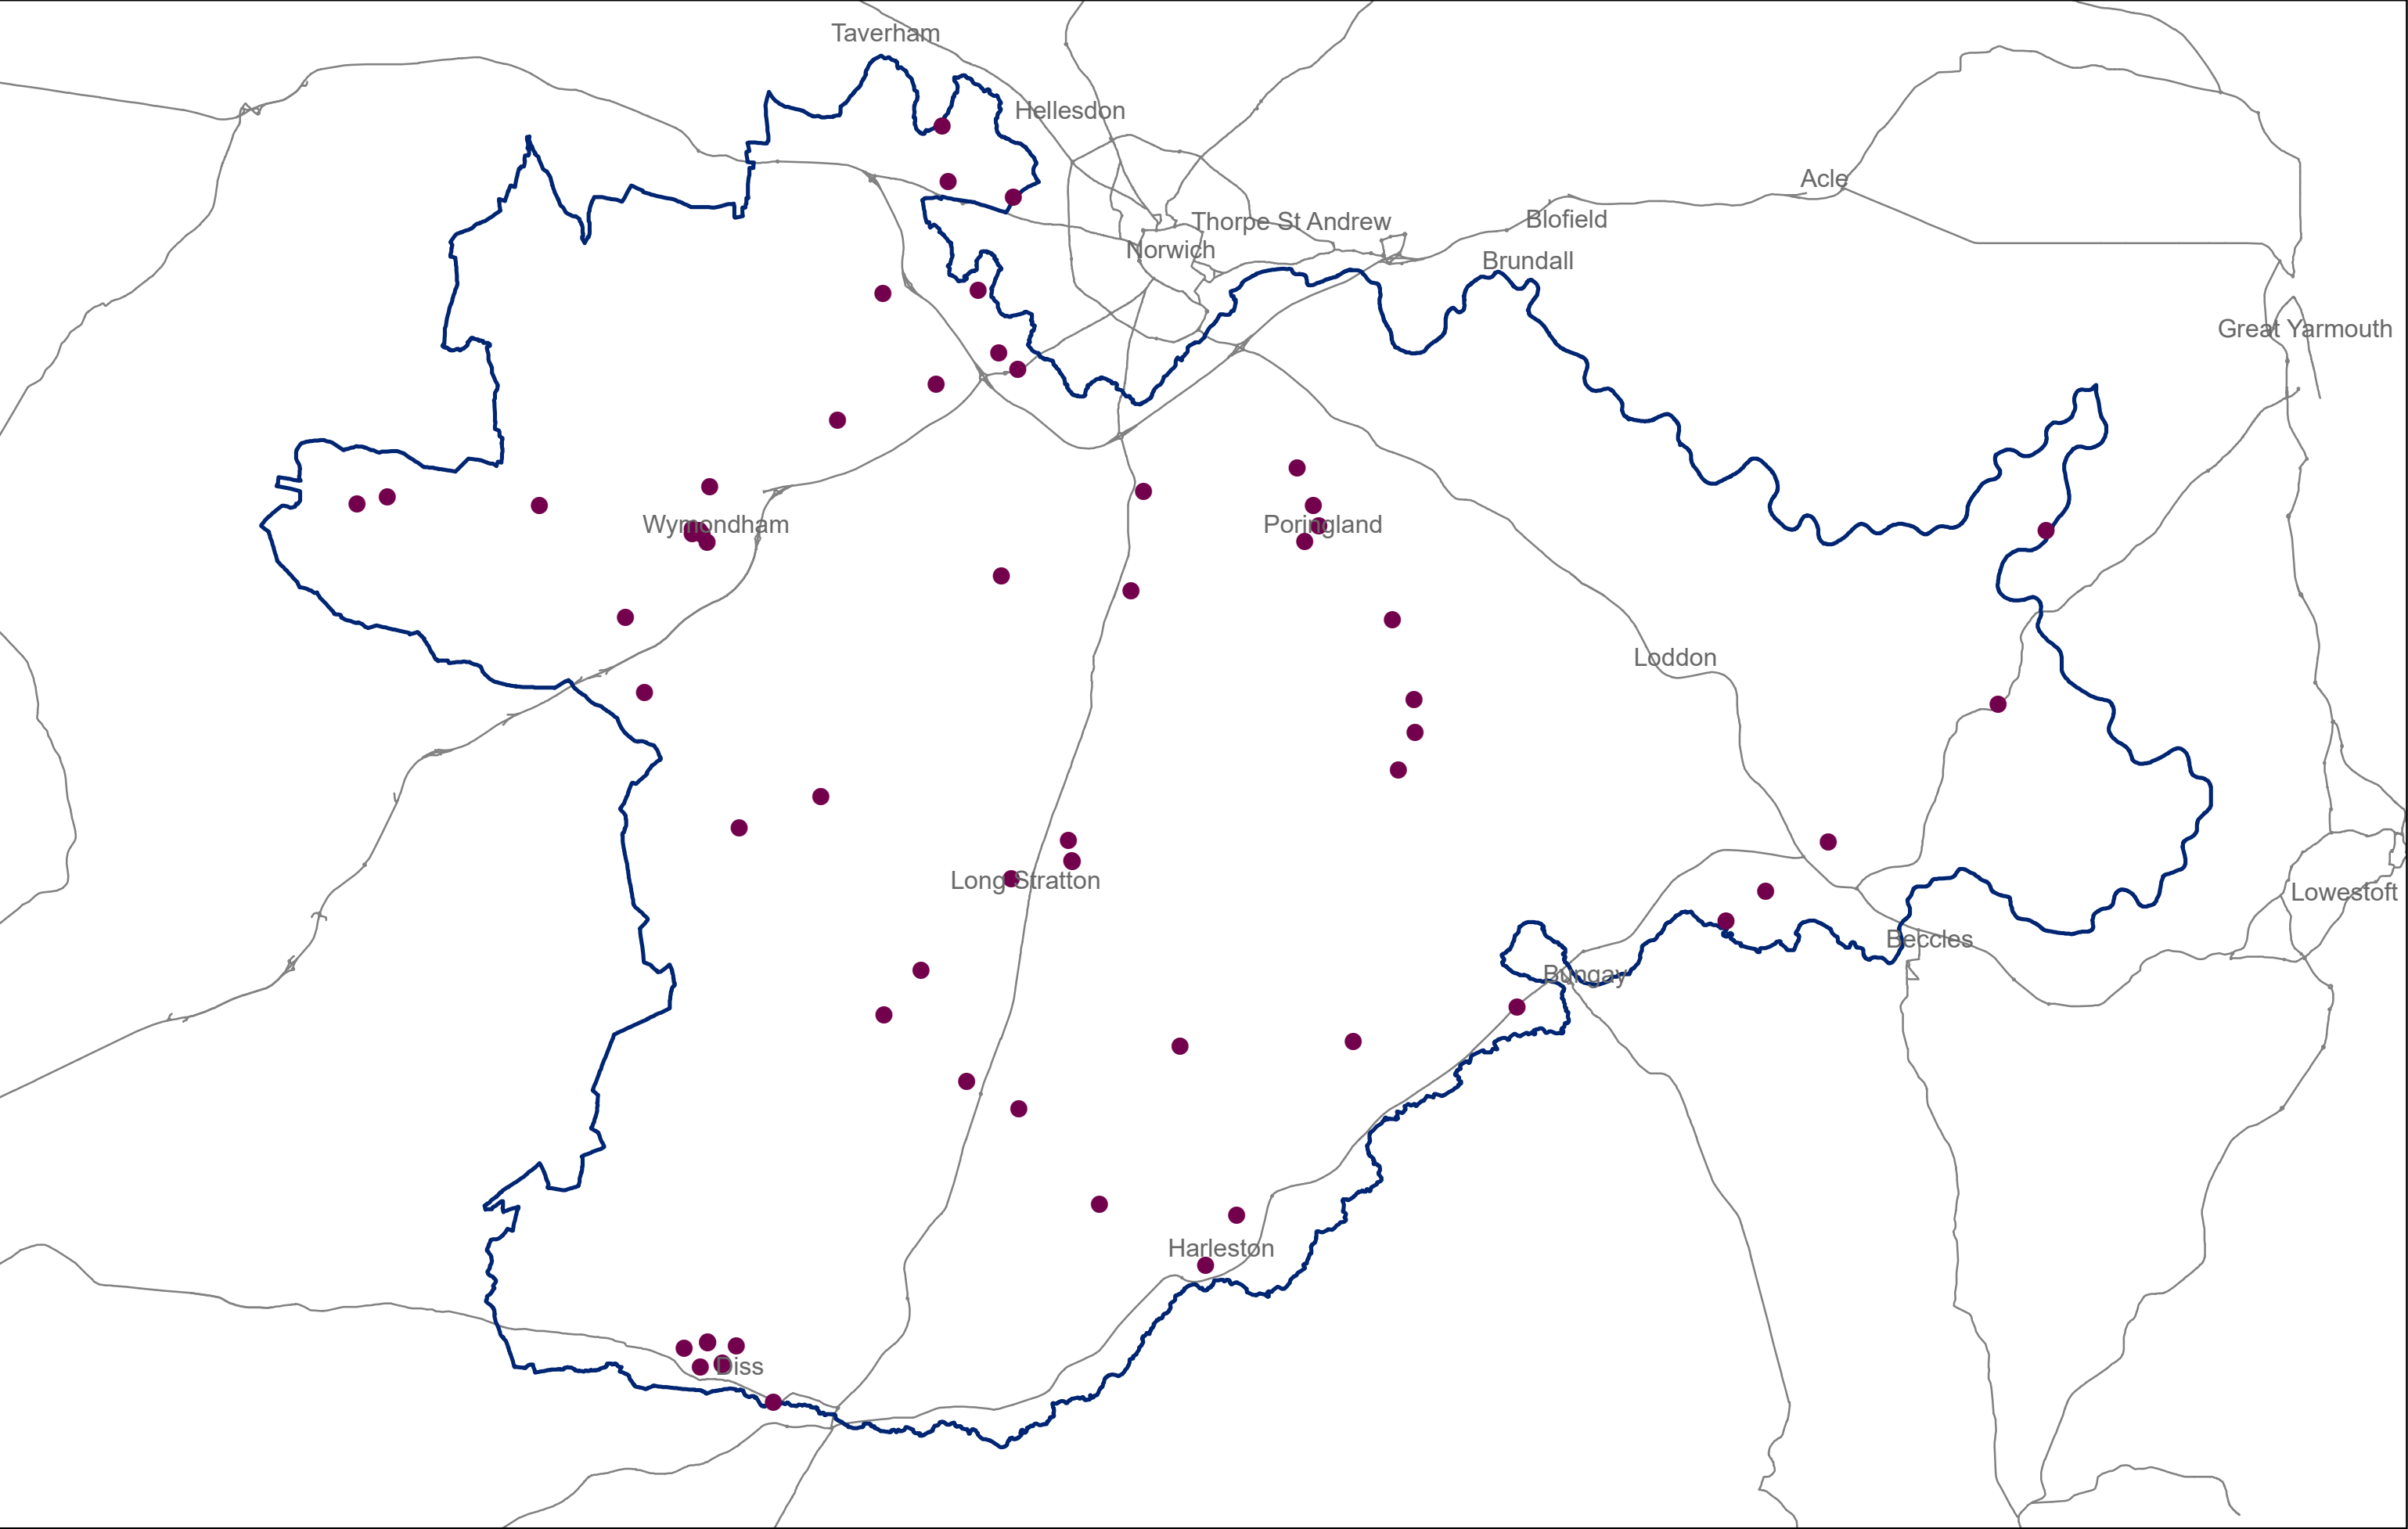 Taverham
Hellesdon
Acle
Thorpe St Andrew
Blofield
Norwich
Brundall
Great Yarmouth
Wymondham
Poringland
Loddon
Long Stratton
Lowestoft
Beccles
Bungay
Harleston
Diss